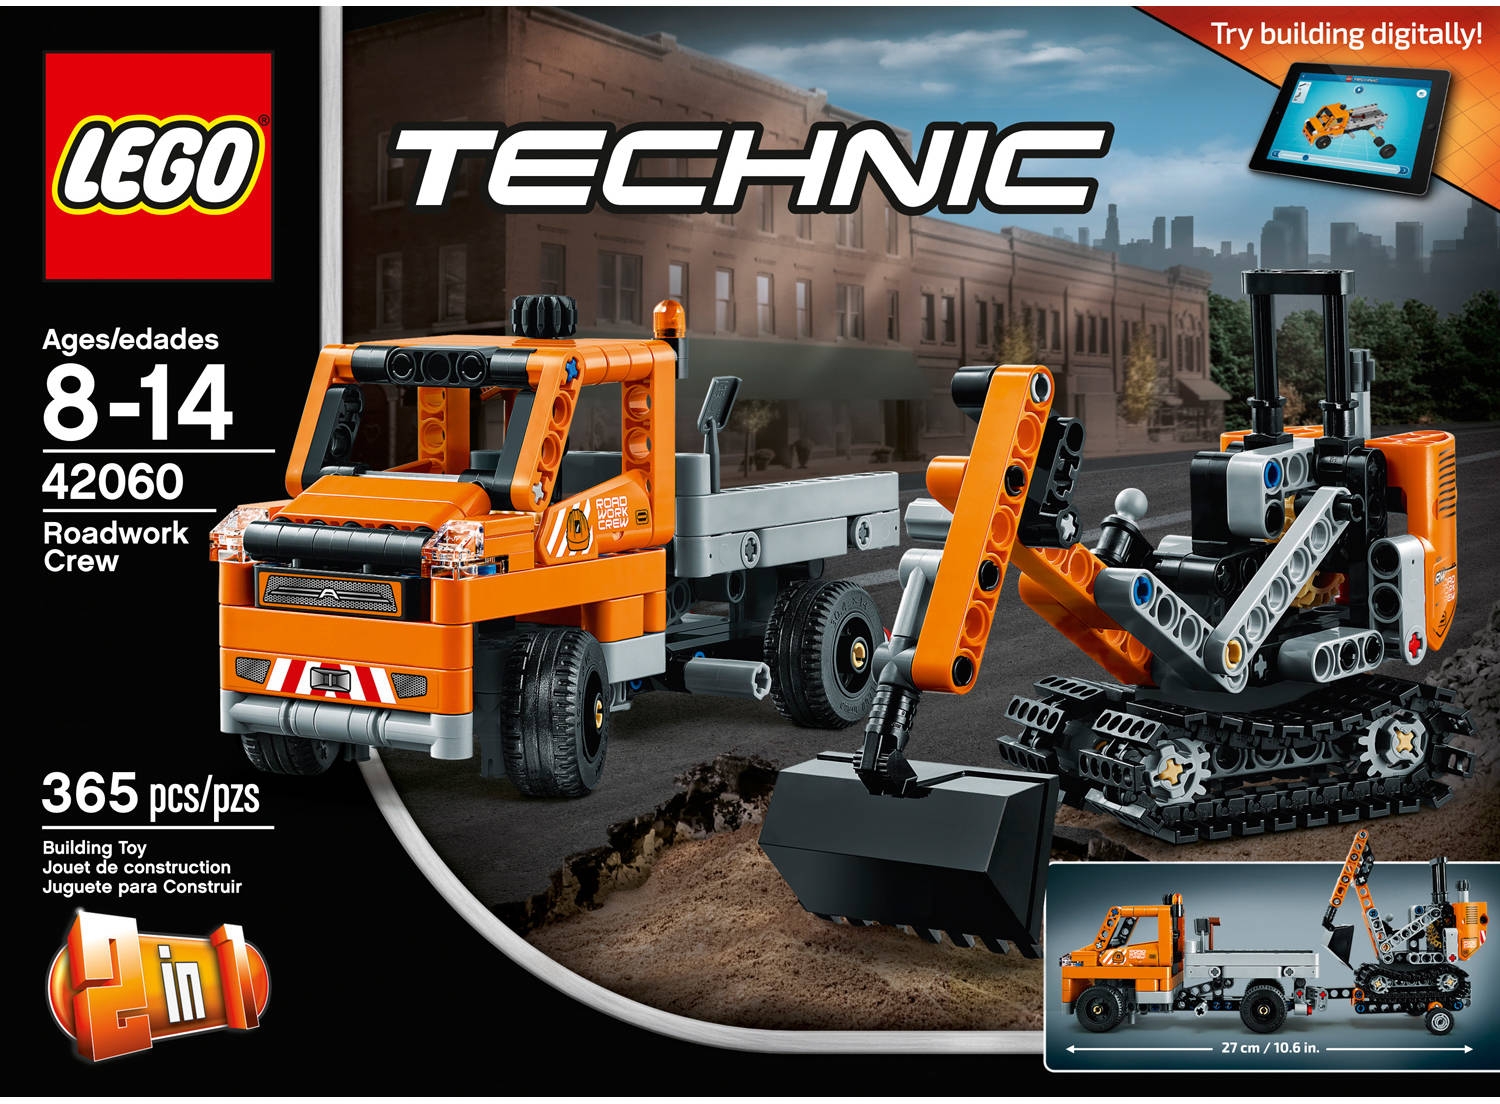 Try building digitally!
LEGO®
TECHNIC
Ages/edades
8-14
42060
Roadwork
Crew
ROAD
WORK
CREW
365 pcs/pzs
Building Toy
Jouet de construction
Juguete para Construir
2 in 1
27 cm / 10.6 in.